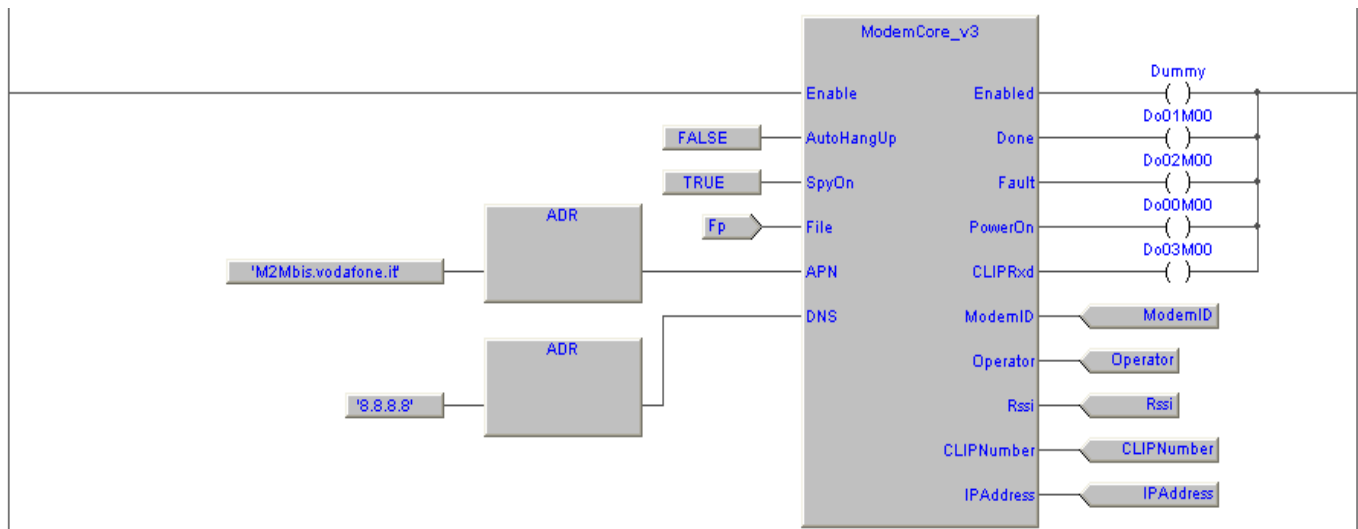 ModemCore_v3
Dummy
Enable Enabled
Do01M00
FALSE AutoHangUp Done
Do02M00
TRUE SpyOn Fault
Do00M00
ADR
Fp File PowerOn
Do03M00
'M2Mbis.vodafone.it' APN CLIPRxd
DNS ModemID ModemID
ADR
Operator Operator
'8.8.8.8' Rssi Rssi
CLIPNumber CLIPNumber
IPAddress IPAddress